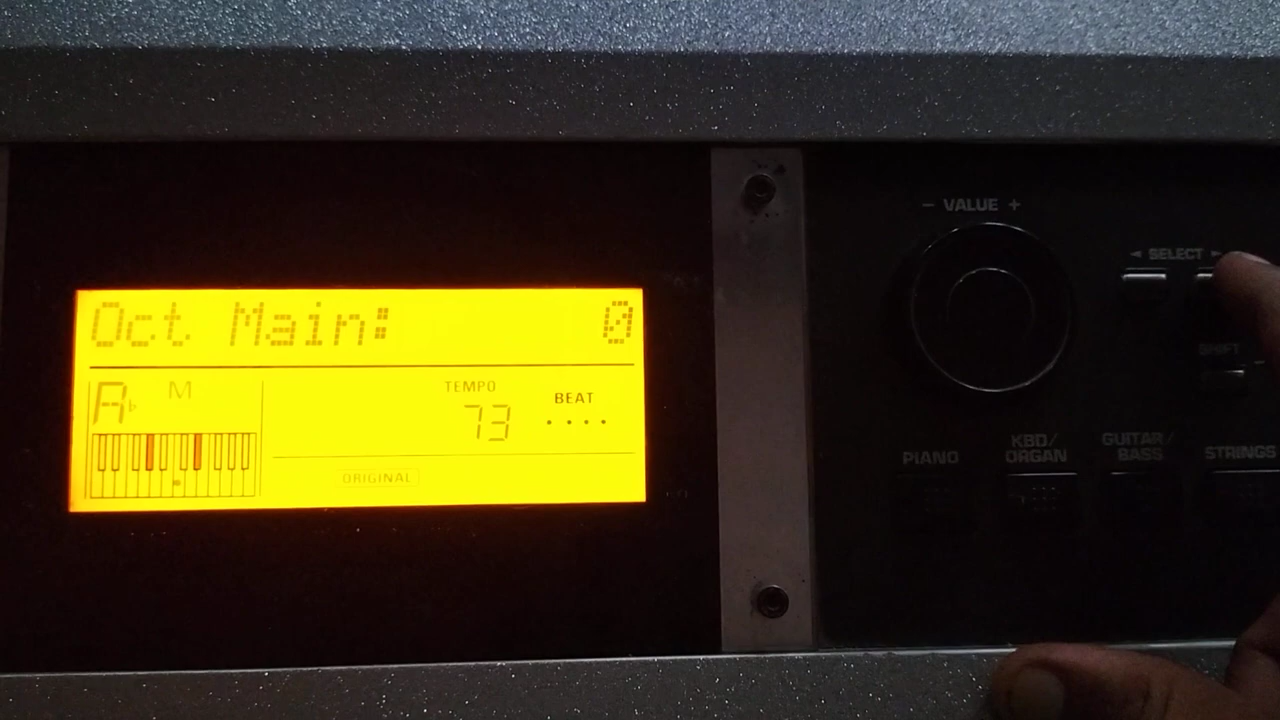 Oct Main: 0
A♭ M
TEMPO
73
BEAT
ORIGINAL
− VALUE +
◄ SELECT ►
SHIFT
PIANO
KBD/
ORGAN
GUITAR/
BASS
STRINGS